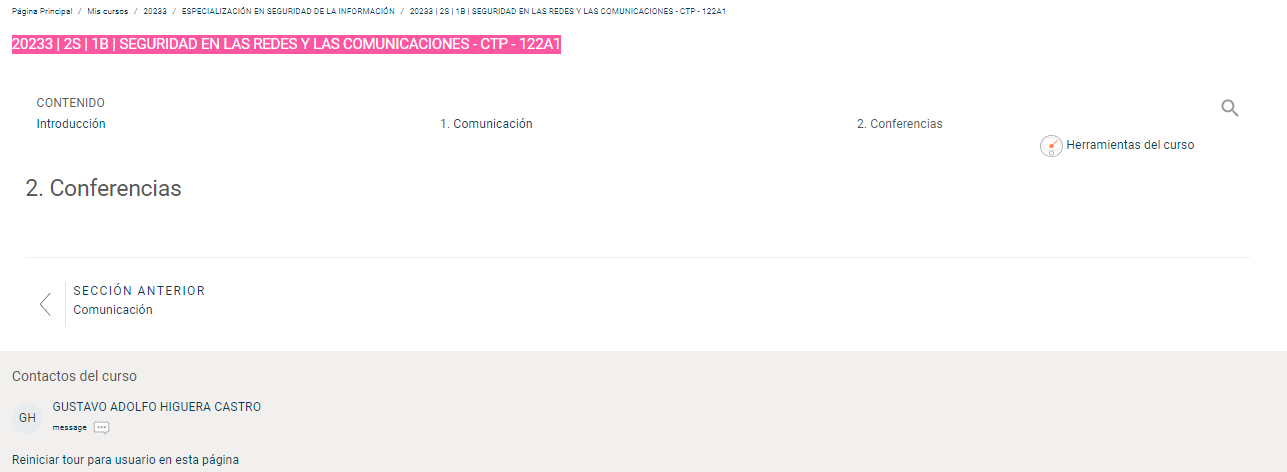 Página Principal / Mis cursos / 20233 / ESPECIALIZACIÓN EN SEGURIDAD DE LA INFORMACIÓN / 20233 | 2S | 1B | SEGURIDAD EN LAS REDES Y LAS COMUNICACIONES - CTP - 122A1
20233 | 2S | 1B | SEGURIDAD EN LAS REDES Y LAS COMUNICACIONES - CTP - 122A1
CONTENIDO
Introducción 1. Comunicación 2. Conferencias
Herramientas del curso
2. Conferencias
SECCIÓN ANTERIOR
Comunicación
Contactos del curso
GH GUSTAVO ADOLFO HIGUERA CASTRO
message
Reiniciar tour para usuario en esta página